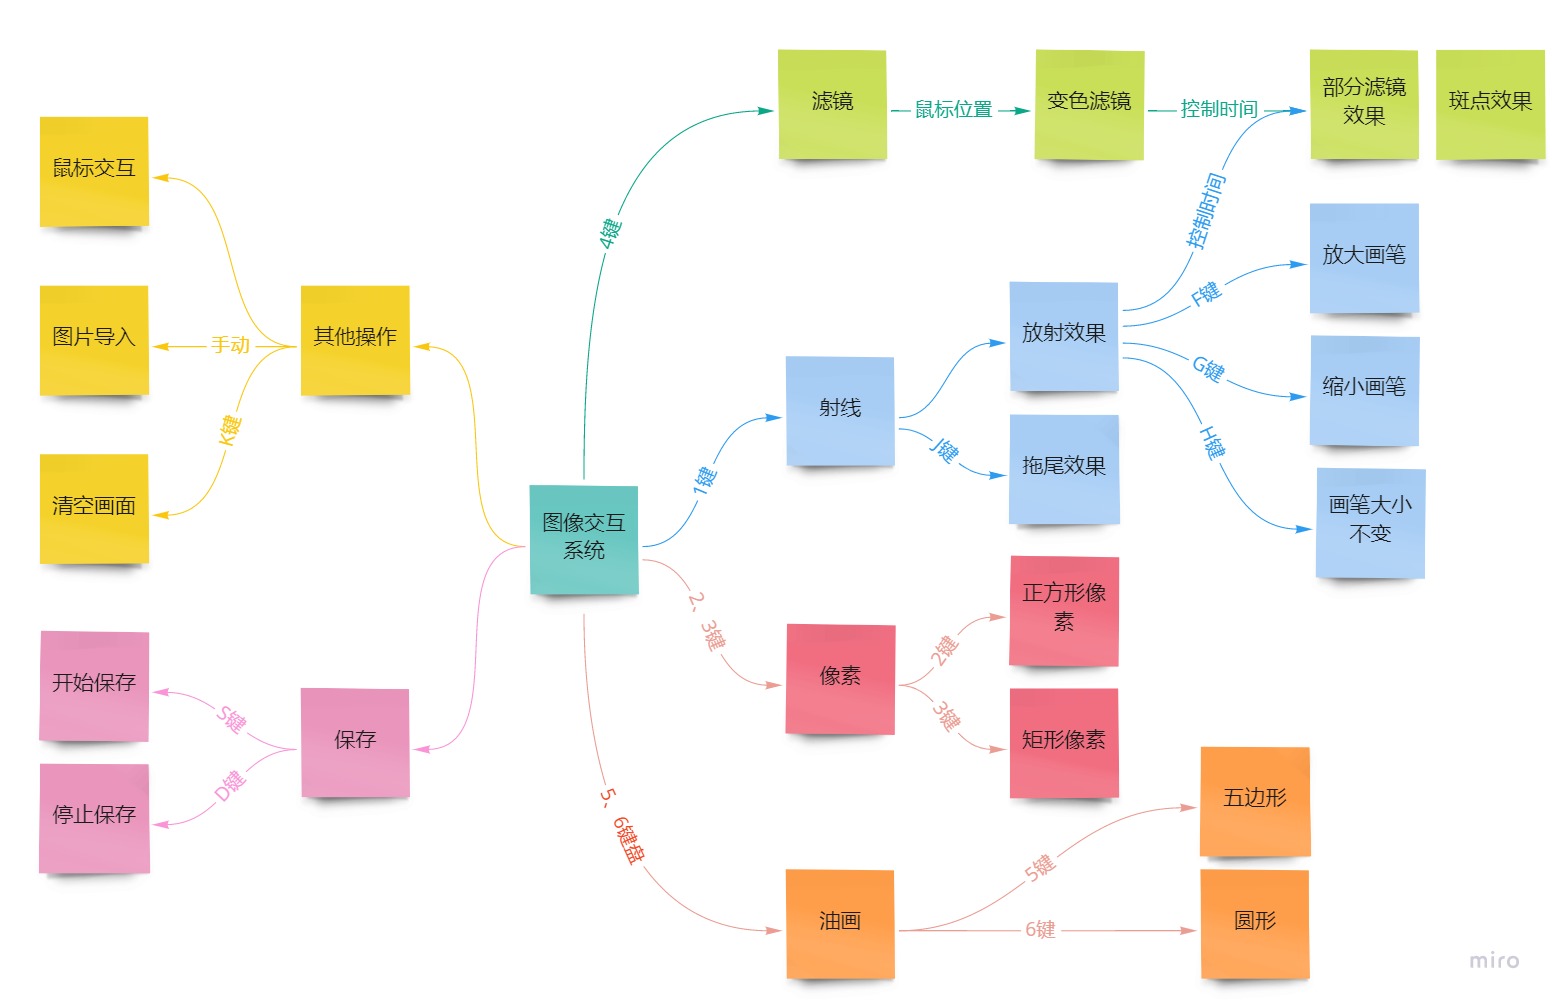 滤镜
鼠标位置
变色滤镜
控制时间
部分滤镜
效果
斑点效果
鼠标交互
图片导入
手动
其他操作
K键
清空画面
4键
控制时间
放大画笔
F键
放射效果
G键
缩小画笔
射线
H键
J键
拖尾效果
画笔大小
不变
1键
图像交互
系统
2、3键
正方形像
素
2键
像素
3键
矩形像素
开始保存
S键
保存
D键
停止保存
5、6键盘
五边形
5键
油画
6键
圆形
miro